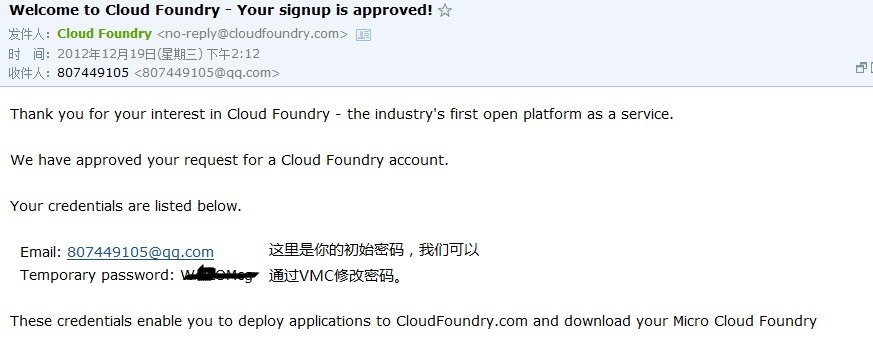 Welcome to Cloud Foundry - Your signup is approved!
发件人：Cloud Foundry <no-reply@cloudfoundry.com>
时 间：2012年12月19日(星期三) 下午2:12
收件人：807449105 <807449105@qq.com>
Thank you for your interest in Cloud Foundry - the industry's first open platform as a service.
We have approved your request for a Cloud Foundry account.
Your credentials are listed below.
Email: 807449105@qq.com 这里是你的初始密码，我们可以
Temporary password: 通过VMC修改密码。
These credentials enable you to deploy applications to CloudFoundry.com and download your Micro Cloud Foundry